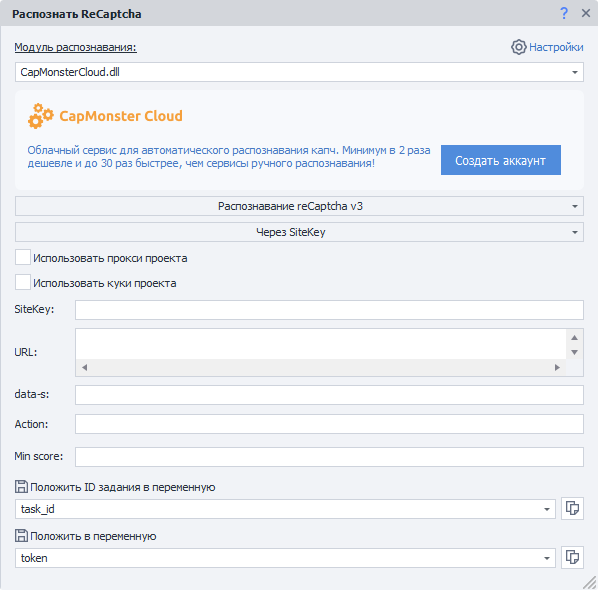 Распознать ReCaptcha
?
Модуль распознавания:
Настройки
CapMonsterCloud.dll
CapMonster Cloud
Облачный сервис для автоматического распознавания капч. Минимум в 2 раза
дешевле и до 30 раз быстрее, чем сервисы ручного распознавания!
Создать аккаунт
Распознавание reCaptcha v3
Через SiteKey
Использовать прокси проекта
Использовать куки проекта
SiteKey:
URL:
data-s:
Action:
Min score:
Положить ID задания в переменную
task_id
Положить в переменную
token